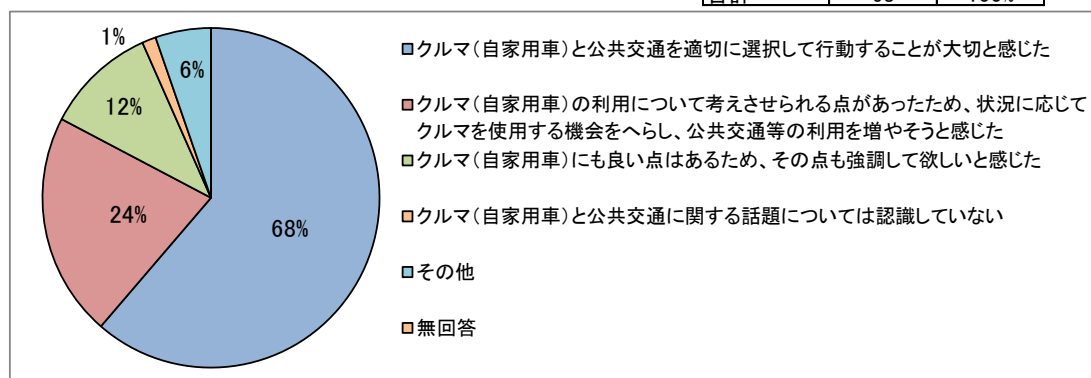 1%
6%
12%
24%
68%
クルマ（自家用車）と公共交通を適切に選択して行動することが大切と感じた
クルマ（自家用車）の利用について考えさせられる点があったため、状況に応じて
クルマを使用する機会をへらし、公共交通等の利用を増やそうと感じた
クルマ（自家用車）にも良い点はあるため、その点も強調して欲しいと感じた
クルマ（自家用車）と公共交通に関する話題については認識していない
その他
無回答